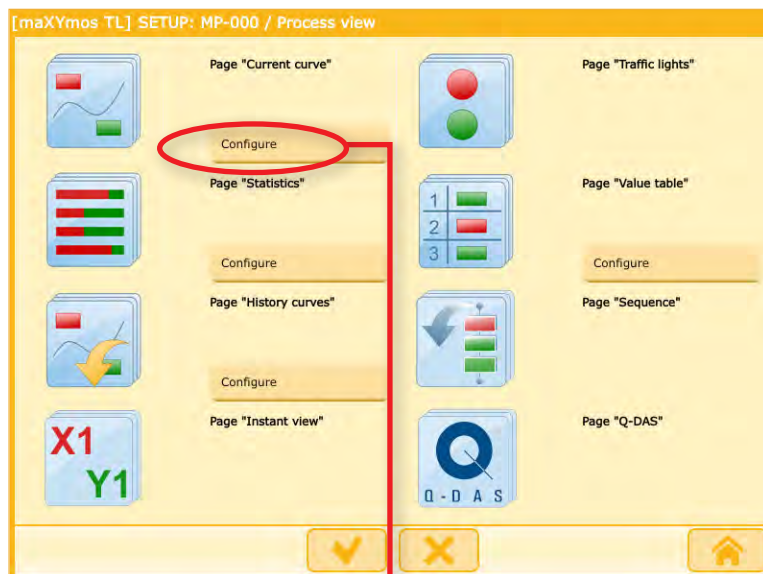 [maXYmos TL] SETUP: MP-000 / Process view
Page "Current curve"
Configure
Page "Traffic lights"
Page "Statistics"
Configure
1
2
3
Page "Value table"
Configure
Page "History curves"
Configure
Page "Sequence"
X1
Y1
Page "Instant view"
Q-DAS
Page "Q-DAS"